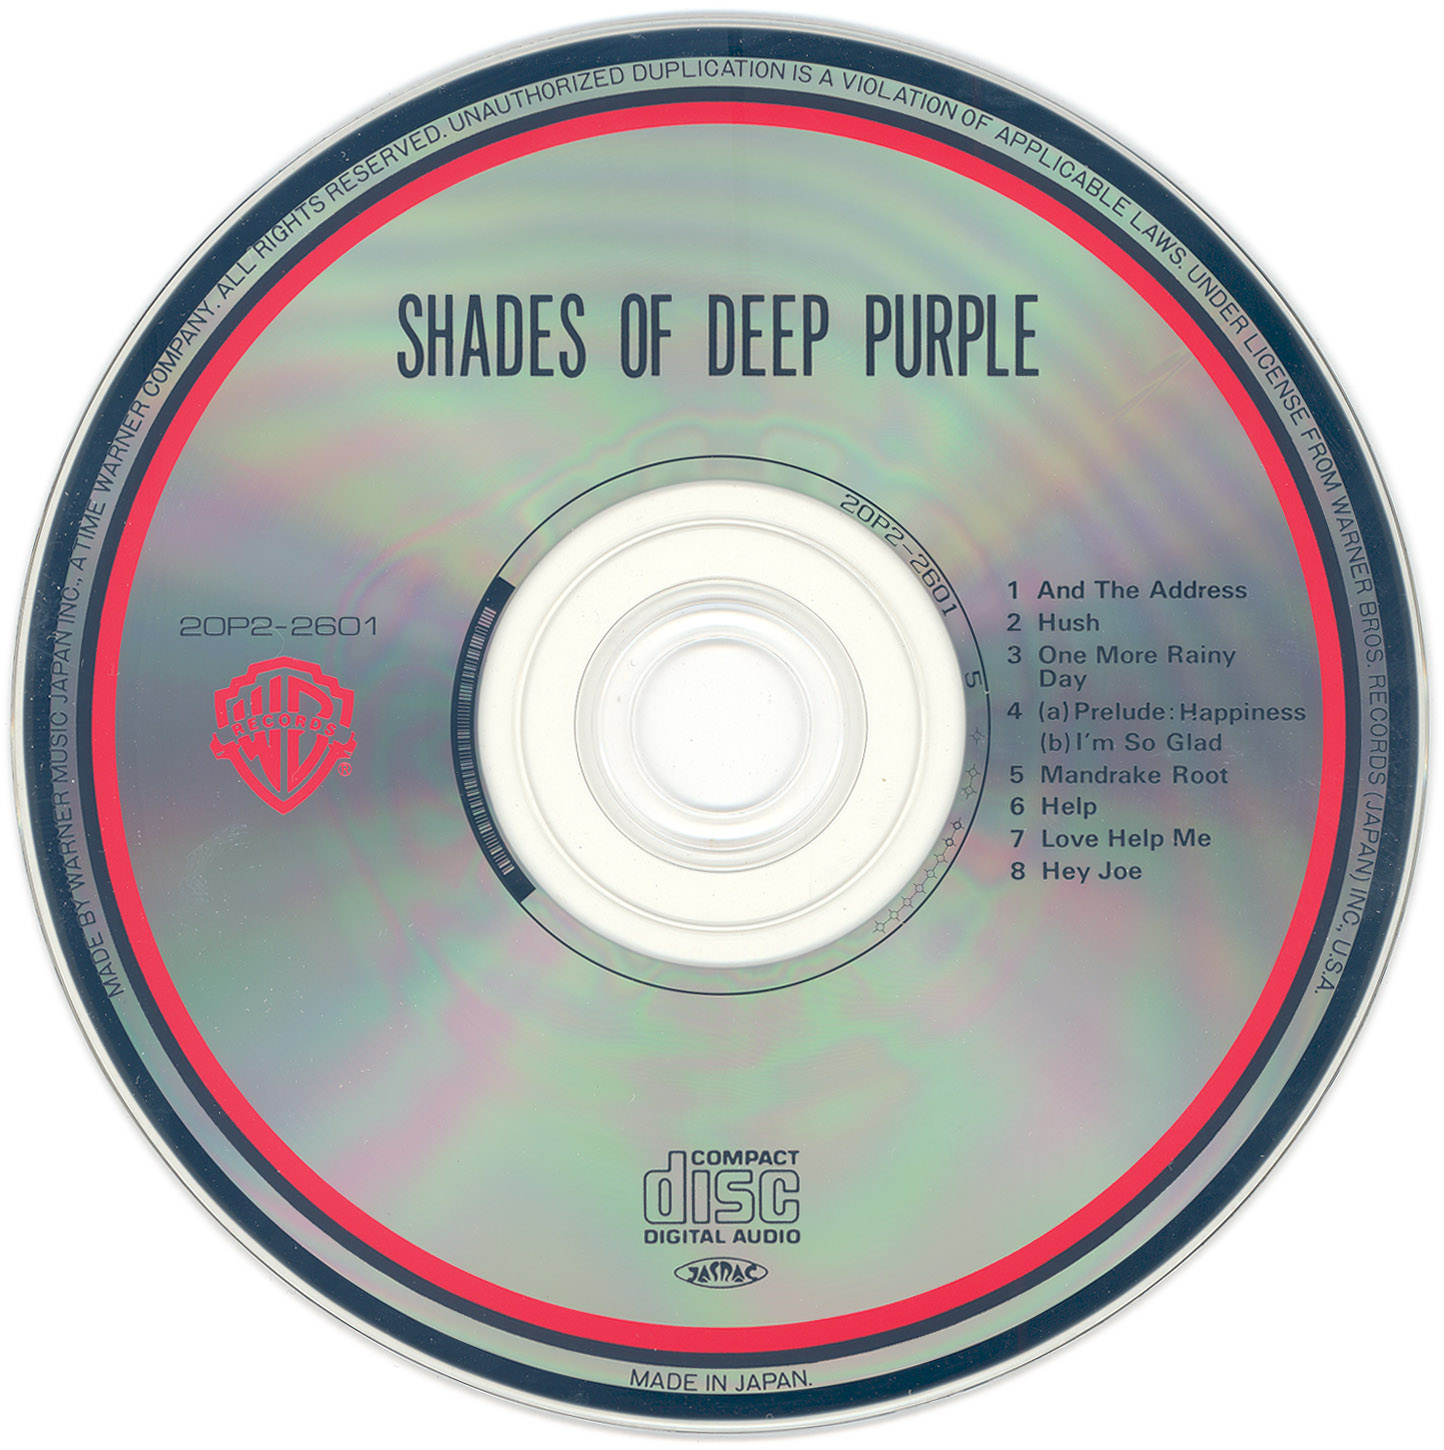 MADE BY WARNER MUSIC JAPAN INC., A TIME WARNER COMPANY. ALL RIGHTS RESERVED. UNAUTHORIZED DUPLICATION IS A VIOLATION OF APPLICABLE LAWS. UNDER LICENSE FROM WARNER BROS. RECORDS (JAPAN) INC., U.S.A.
SHADES OF DEEP PURPLE
20P2-2601
5
20P2-2601
RECORDS
®
1 And The Address
2 Hush
3 One More Rainy
Day
4 (a)Prelude:Happiness
(b)I'm So Glad
5 Mandrake Root
6 Help
7 Love Help Me
8 Hey Joe
COMPACT
disc
DIGITAL AUDIO
JASRAC
MADE IN JAPAN.